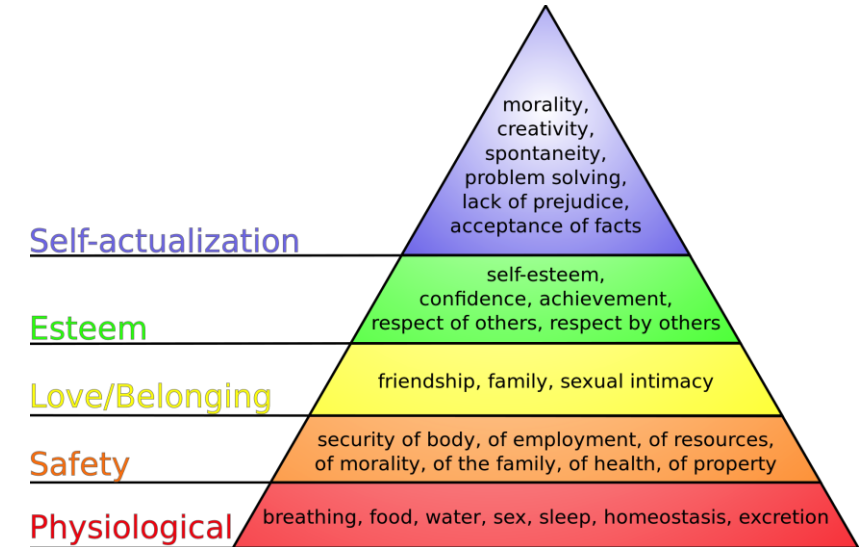 morality,
creativity,
spontaneity,
problem solving,
lack of prejudice,
acceptance of facts
Self-actualization
self-esteem,
confidence, achievement,
respect of others, respect by others
Esteem
friendship, family, sexual intimacy
Love/Belonging
security of body, of employment, of resources,
of morality, of the family, of health, of property
Safety
breathing, food, water, sex, sleep, homeostasis, excretion
Physiological